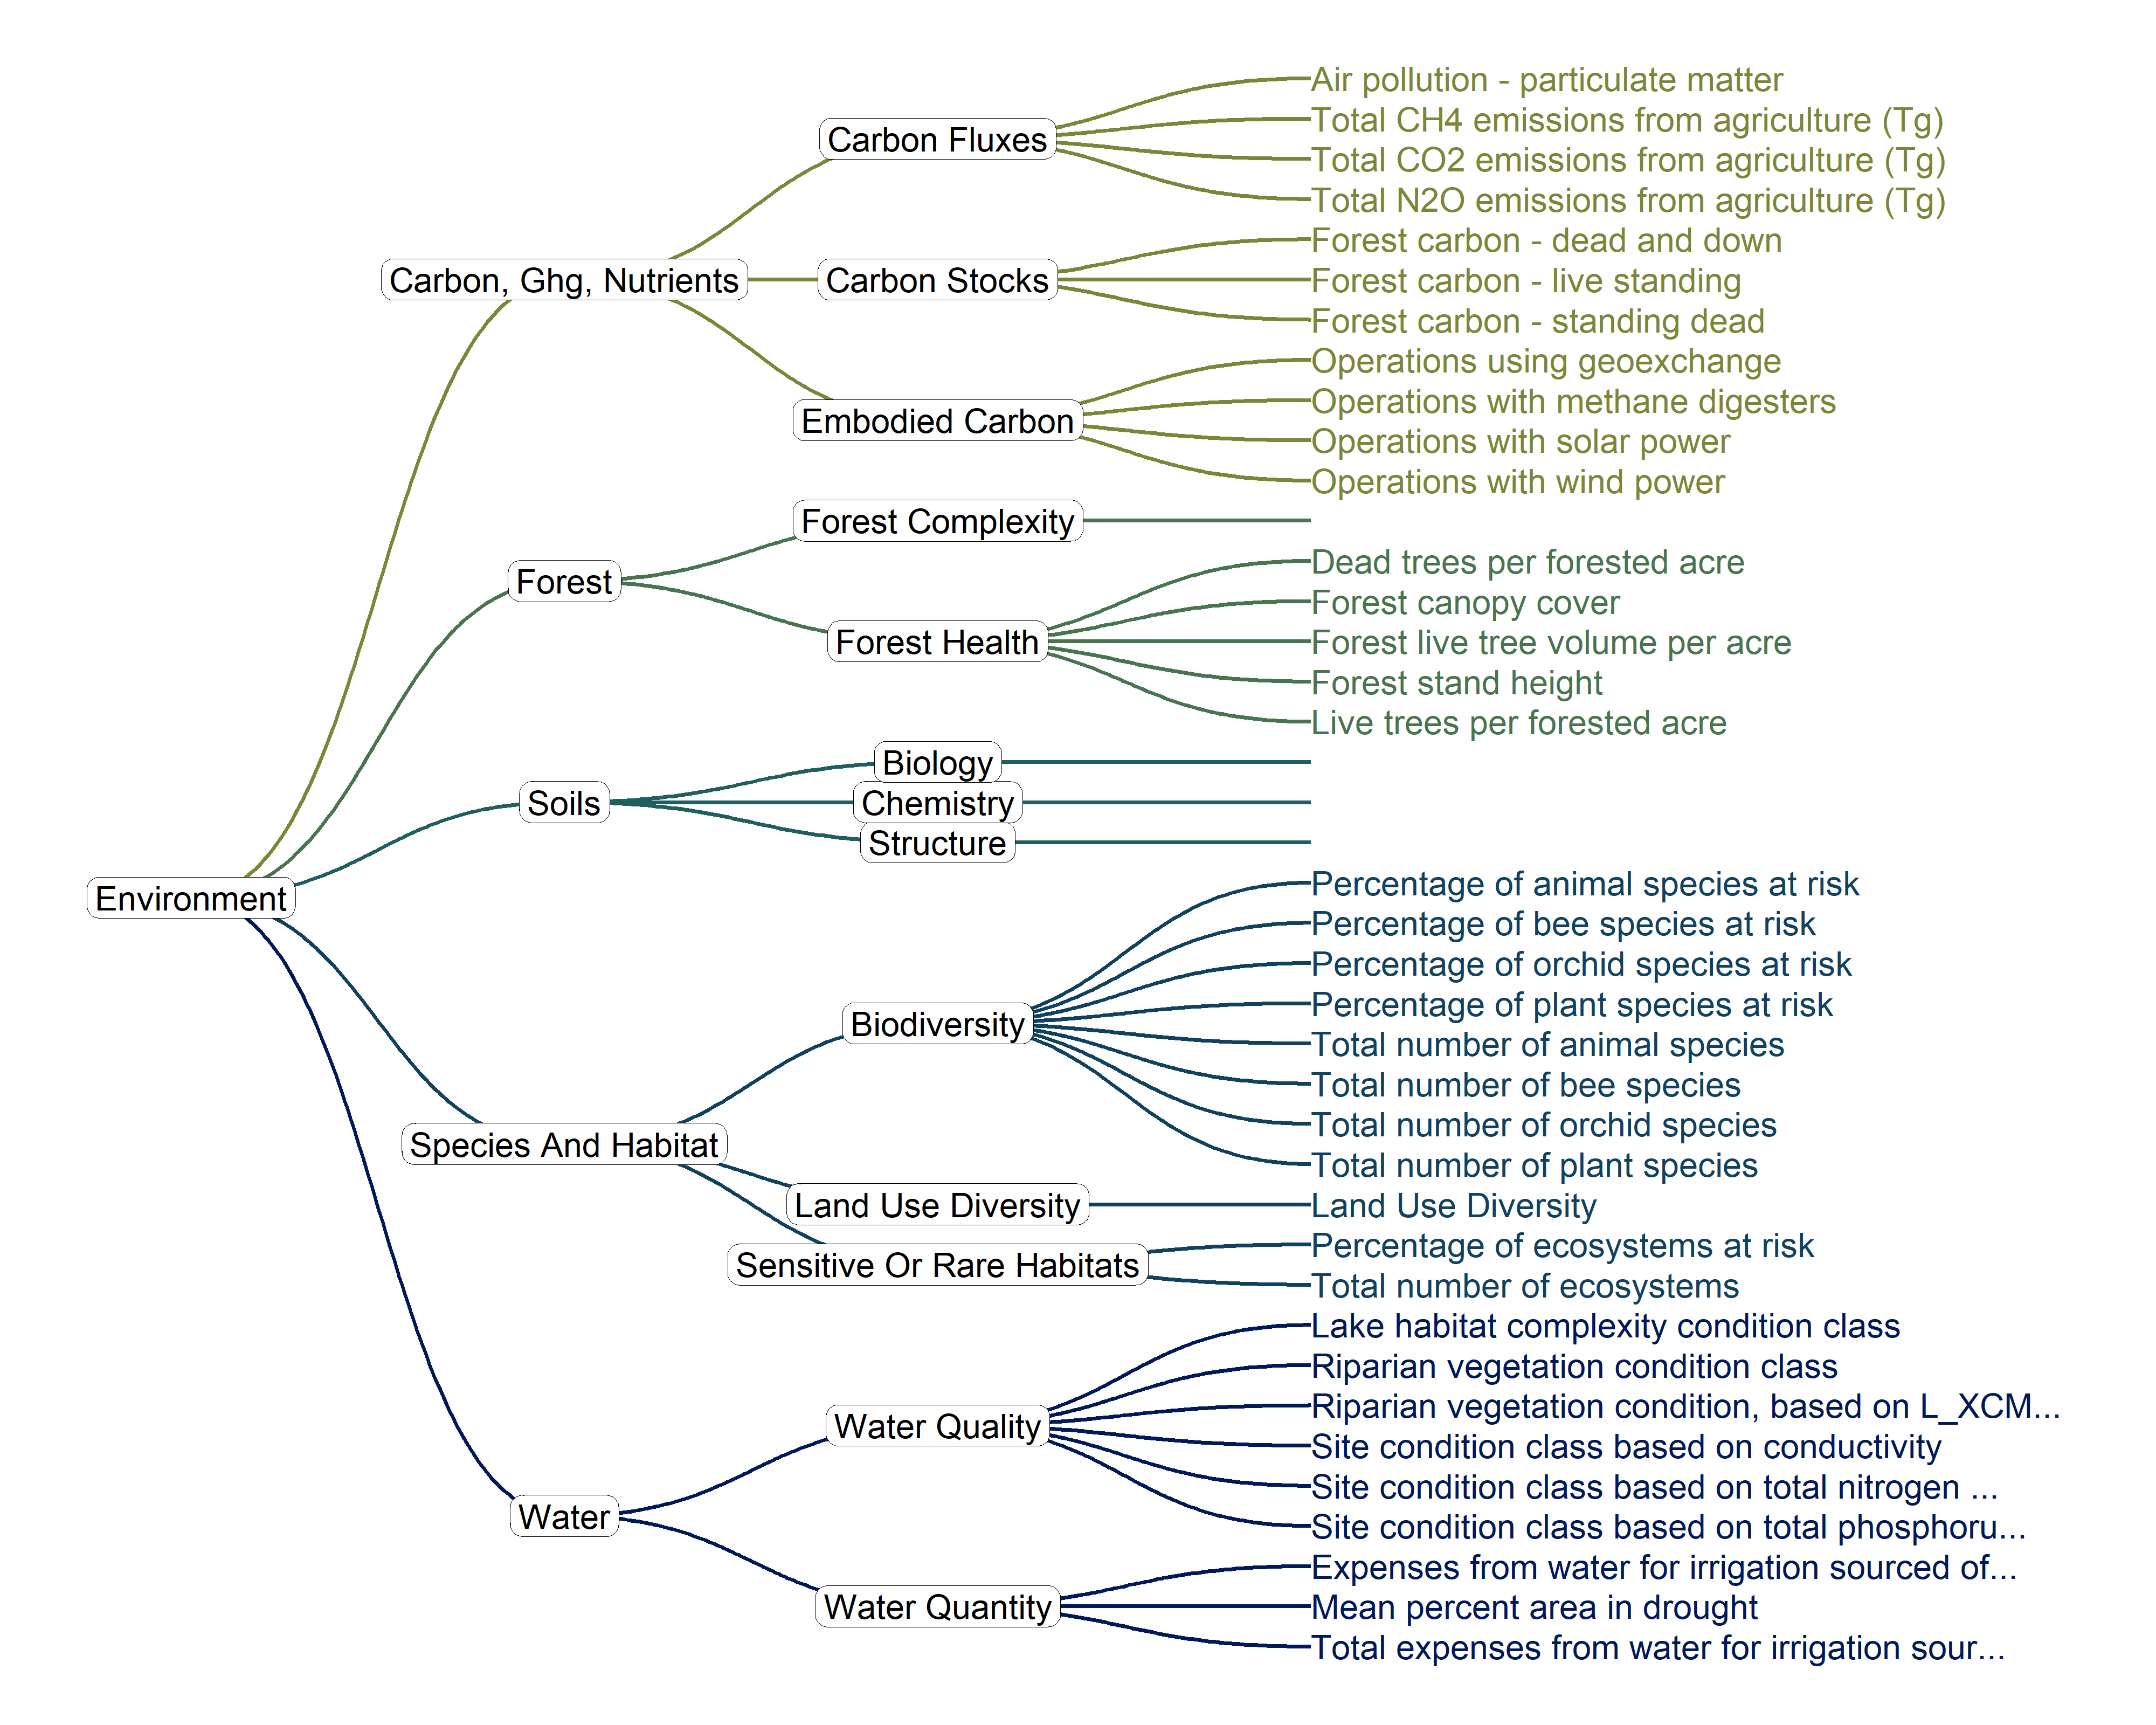 Environment
Carbon, Ghg, Nutrients
Carbon Fluxes
Air pollution - particulate matter
Total CH4 emissions from agriculture (Tg)
Total CO2 emissions from agriculture (Tg)
Total N2O emissions from agriculture (Tg)
Carbon Stocks
Forest carbon - dead and down
Forest carbon - live standing
Forest carbon - standing dead
Embodied Carbon
Operations using geoexchange
Operations with methane digesters
Operations with solar power
Operations with wind power
Forest
Forest Complexity
Forest Health
Dead trees per forested acre
Forest canopy cover
Forest live tree volume per acre
Forest stand height
Live trees per forested acre
Soils
Biology
Chemistry
Structure
Species And Habitat
Biodiversity
Percentage of animal species at risk
Percentage of bee species at risk
Percentage of orchid species at risk
Percentage of plant species at risk
Total number of animal species
Total number of bee species
Total number of orchid species
Total number of plant species
Land Use Diversity
Land Use Diversity
Sensitive Or Rare Habitats
Percentage of ecosystems at risk
Total number of ecosystems
Water
Water Quality
Lake habitat complexity condition class
Riparian vegetation condition class
Riparian vegetation condition, based on L_XCM...
Site condition class based on conductivity
Site condition class based on total nitrogen ...
Site condition class based on total phosphoru...
Water Quantity
Expenses from water for irrigation sourced of...
Mean percent area in drought
Total expenses from water for irrigation sour...